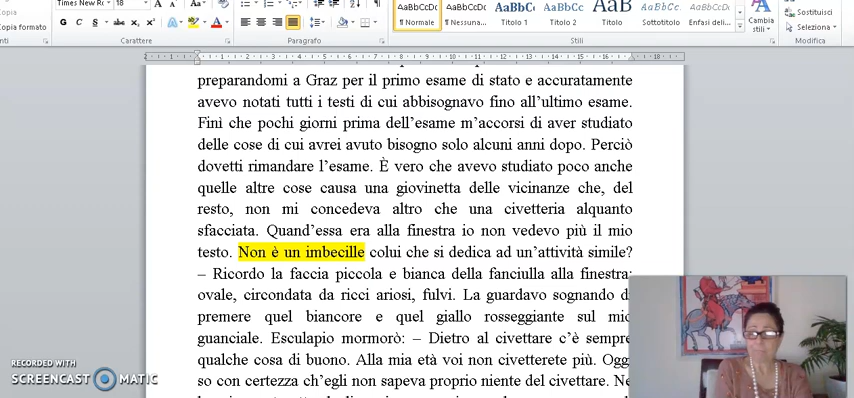 Times New Ro 18
AaBbCcDc AaBbCcDc AaBbC AaBbCc AaB AaBbCc. AaBbCcDc
Copia formato
¶ Normale ¶ Nessuna... Titolo 1 Titolo 2 Titolo Sottotitolo Enfasi deli...
Cambia stili
Sostituisci
Seleziona
Carattere Paragrafo Stili
preparandomi a Graz per il primo esame di stato e accuratamente
avevo notati tutti i testi di cui abbisognavo fino all’ultimo esame.
Finì che pochi giorni prima dell’esame m’accorsi di aver studiato
delle cose di cui avrei avuto bisogno solo alcuni anni dopo. Perciò
dovetti rimandare l’esame. È vero che avevo studiato poco anche
quelle altre cose causa una giovinetta delle vicinanze che, del
resto, non mi concedeva altro che una civetteria alquanto
sfacciata. Quand’essa era alla finestra io non vedevo più il mio
testo. Non è un imbecille colui che si dedica ad un’attività simile?
– Ricordo la faccia piccola e bianca della fanciulla alla finestra:
ovale, circondata da ricci ariosi, fulvi. La guardavo sognando di
premere quel biancore e quel giallo rosseggiante sul mio
guanciale. Esculapio mormorò: – Dietro al civettare c’è sempre
qualche cosa di buono. Alla mia età voi non civetterete più. Oggi
so con certezza ch’egli non sapeva proprio niente del civettare. Ne
RECORDED WITH
SCREENCAST MATIC